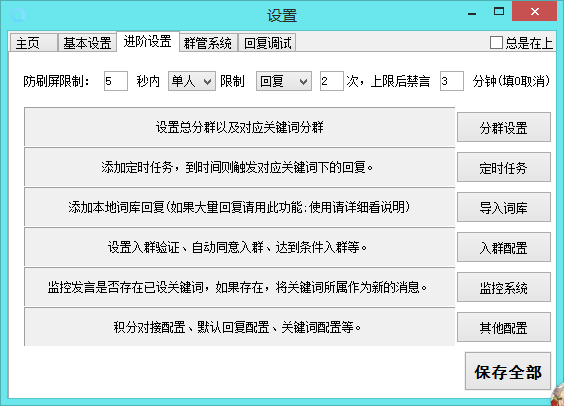 设置
主页 基本设置 进阶设置 群管系统 回复调试 总是在上
防刷屏限制： 5 秒内 单人 限制 回复 2 次，上限后禁言 3 分钟(填0取消)
设置总分群以及对应关键词分群 分群设置
添加定时任务，到时间则触发对应关键词下的回复。 定时任务
添加本地词库回复(如果大量回复请用此功能;使用请详细看说明) 导入词库
设置入群验证、自动同意入群、达到条件入群等。 入群配置
监控发言是否存在已设关键词，如果存在，将关键词所属作为新的消息。 监控系统
积分对接配置、默认回复配置、关键词配置等。 其他配置
保存全部